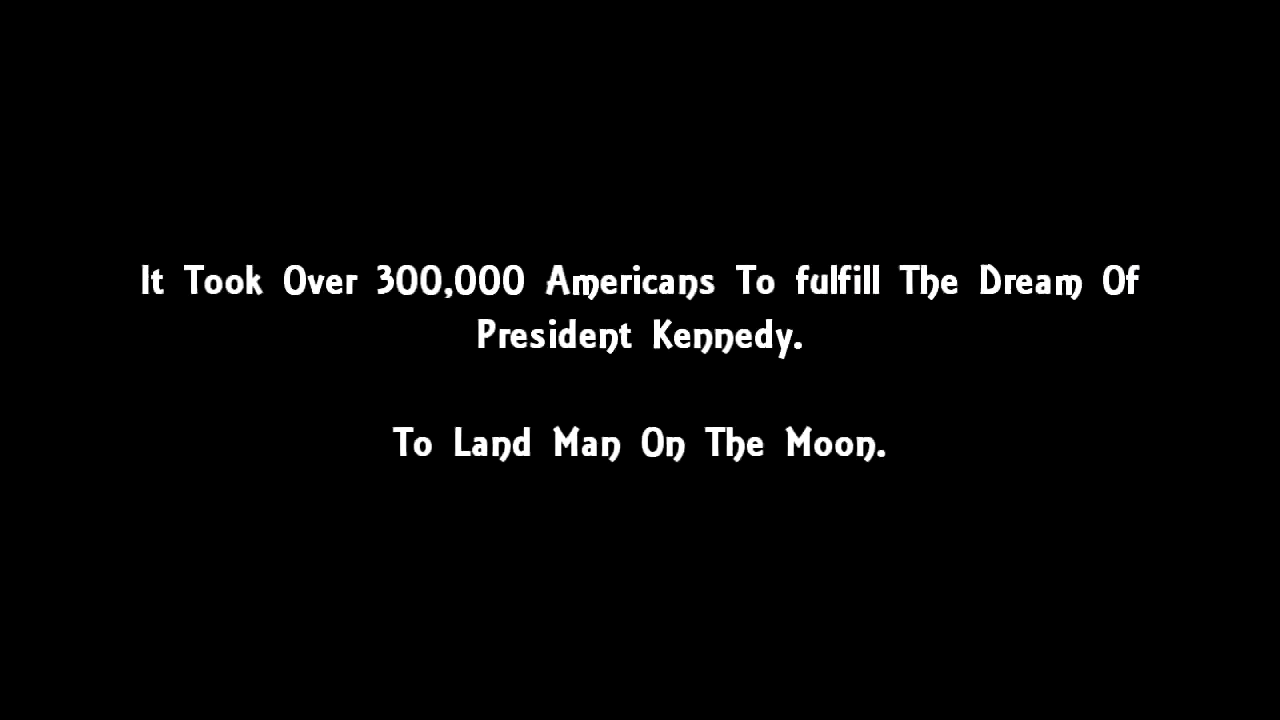 It Took Over 300,000 Americans To fulfill The Dream Of
President Kennedy.
To Land Man On The Moon.